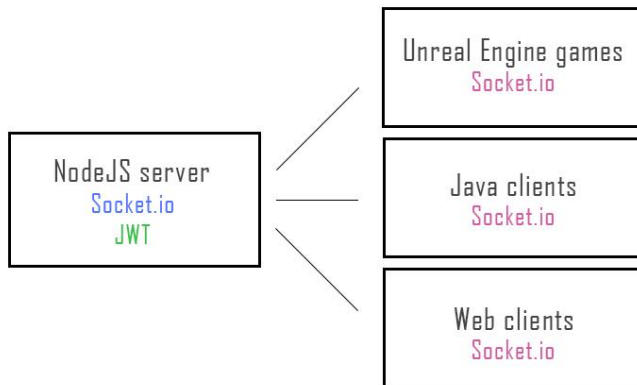 NodeJS server
Socket.io
JWT
Unreal Engine games
Socket.io
Java clients
Socket.io
Web clients
Socket.io